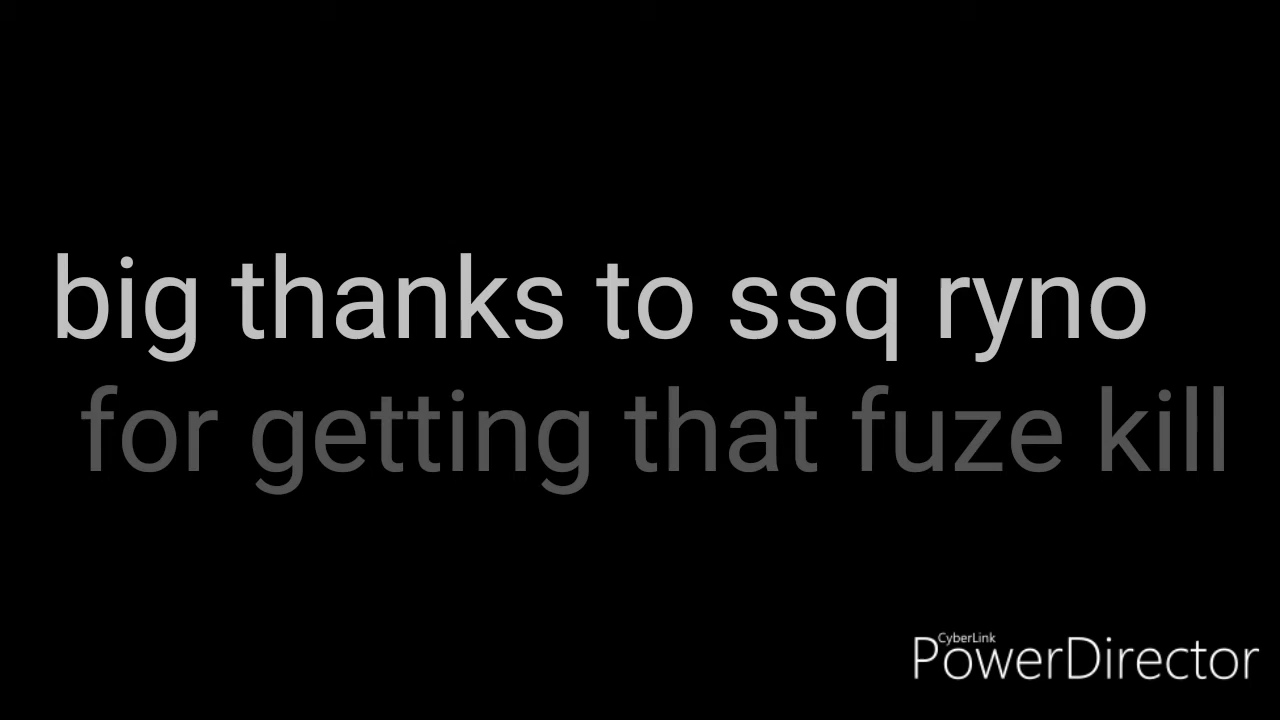 big thanks to ssq ryno
for getting that fuze kill
CyberLink
PowerDirector